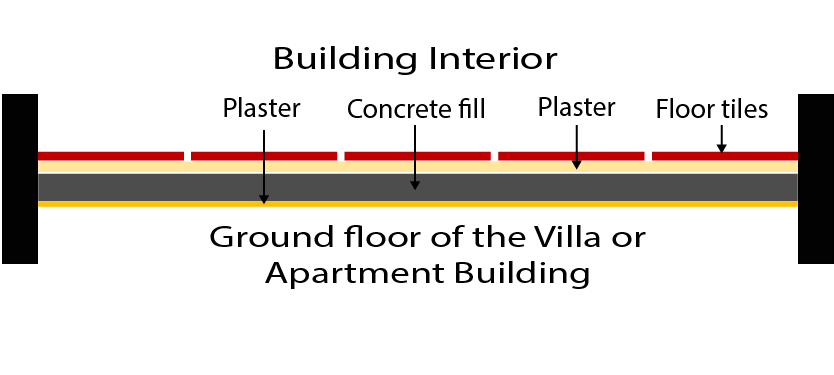 Building Interior
Plaster Concrete fill Plaster Floor tiles
Ground floor of the Villa or
Apartment Building